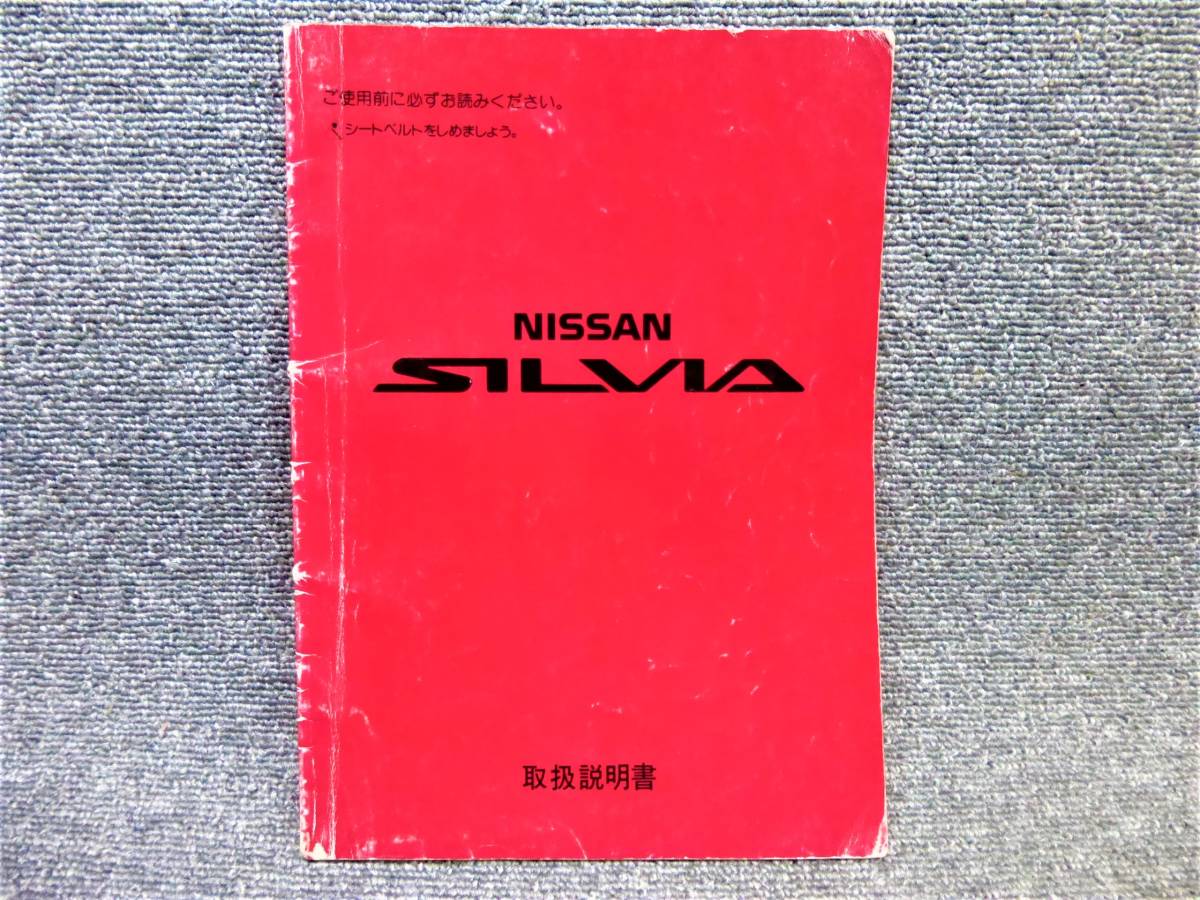 ご使用前に必ずお読みください。
シートベルトをしめましょう。
NISSAN
SILVIA
取扱説明書